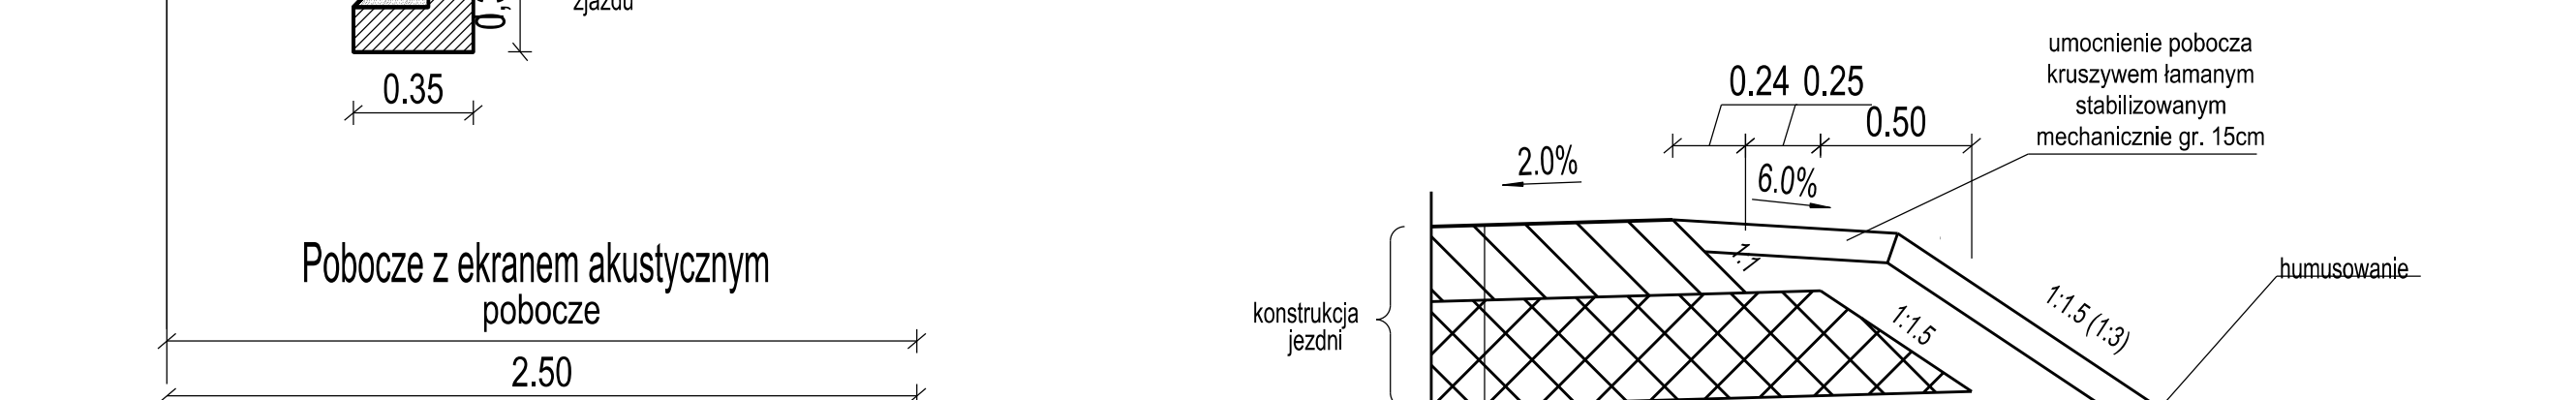 zjazdu
0.35
Pobocze z ekranem akustycznym
pobocze
2.50
0.24 0.25
0.50
2.0%
6.0%
umocnienie pobocza
kruszywem łamanym
stabilizowanym
mechanicznie gr. 15cm
1:1
konstrukcja
jezdni
1:1.5
1:1.5 (1:3)
humusowanie